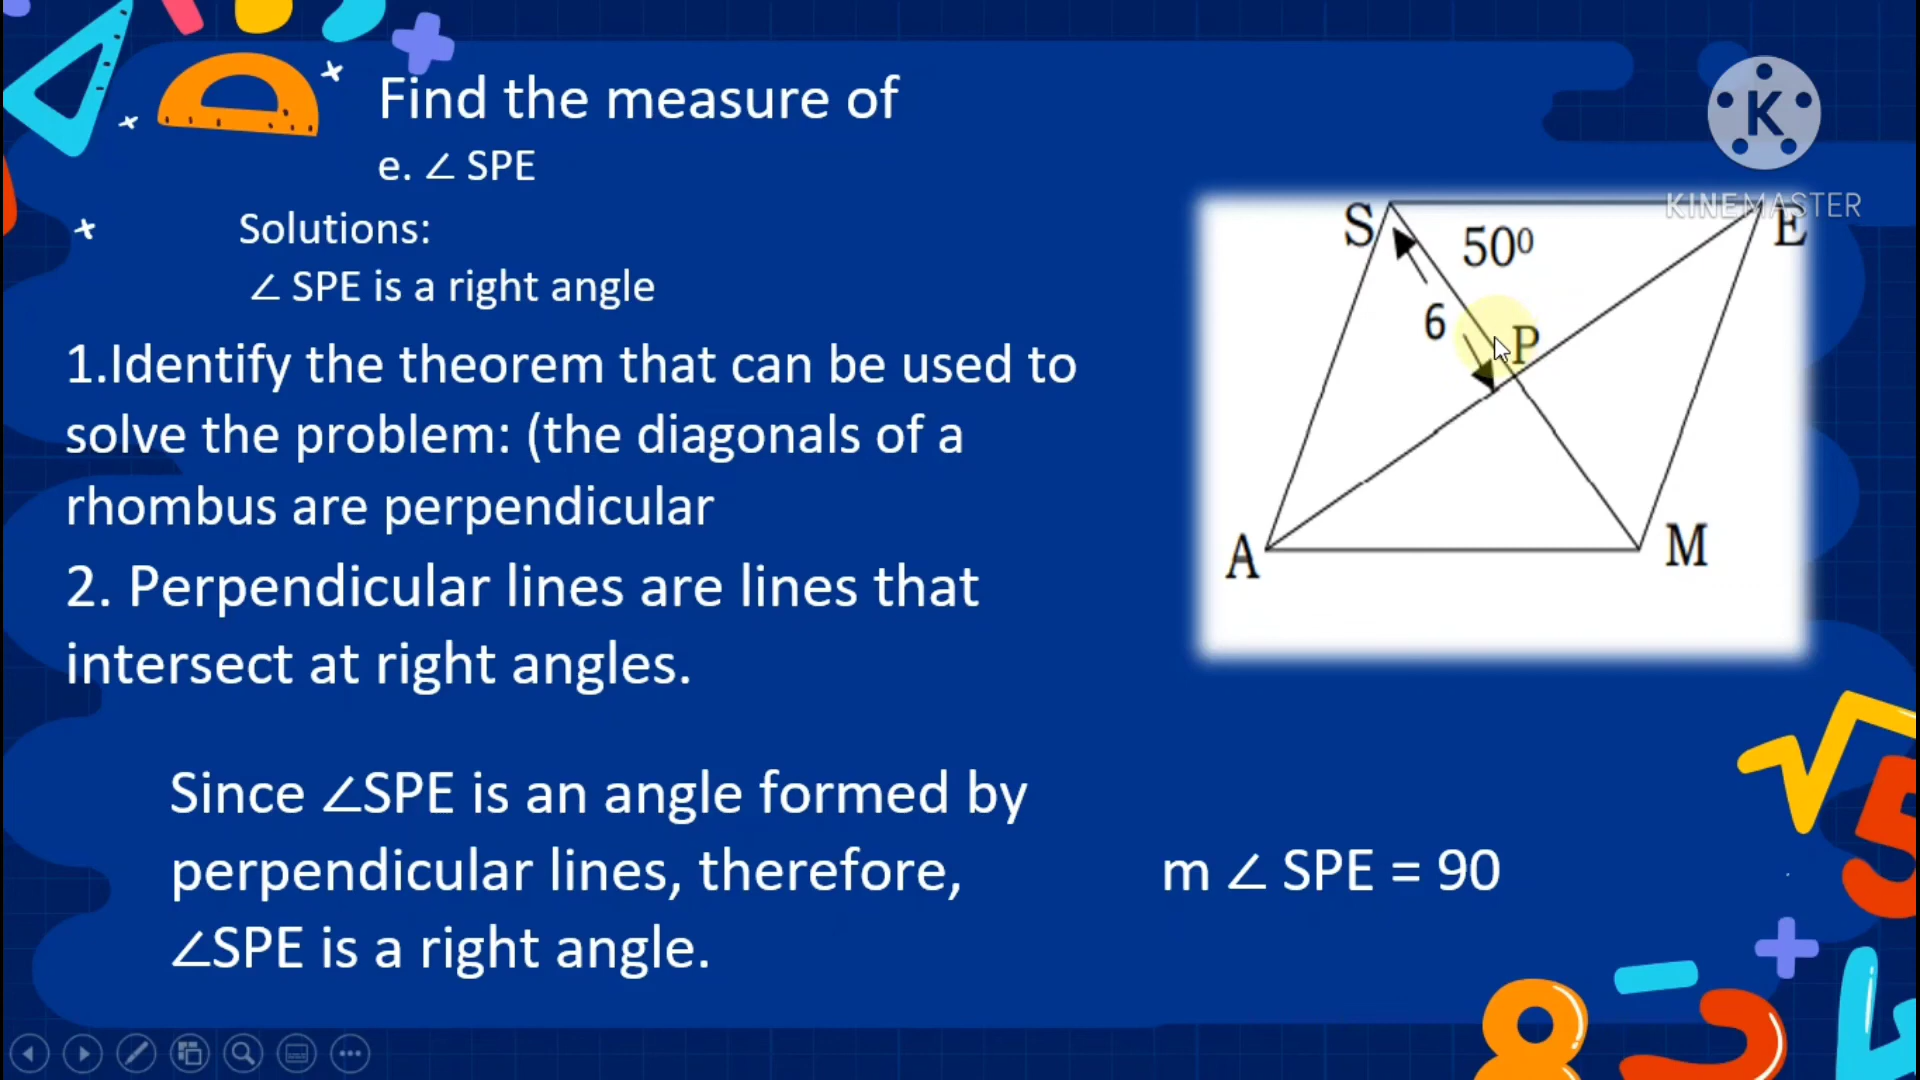 Find the measure of
e. ∠ SPE
Solutions:
∠ SPE is a right angle
1.Identify the theorem that can be used to
solve the problem: (the diagonals of a
rhombus are perpendicular
2. Perpendicular lines are lines that
intersect at right angles.
Since ∠SPE is an angle formed by
perpendicular lines, therefore,
∠SPE is a right angle.
m ∠ SPE = 90
K
KINEMASTER
S
50⁰
E
6
P
A
M
√
5
8